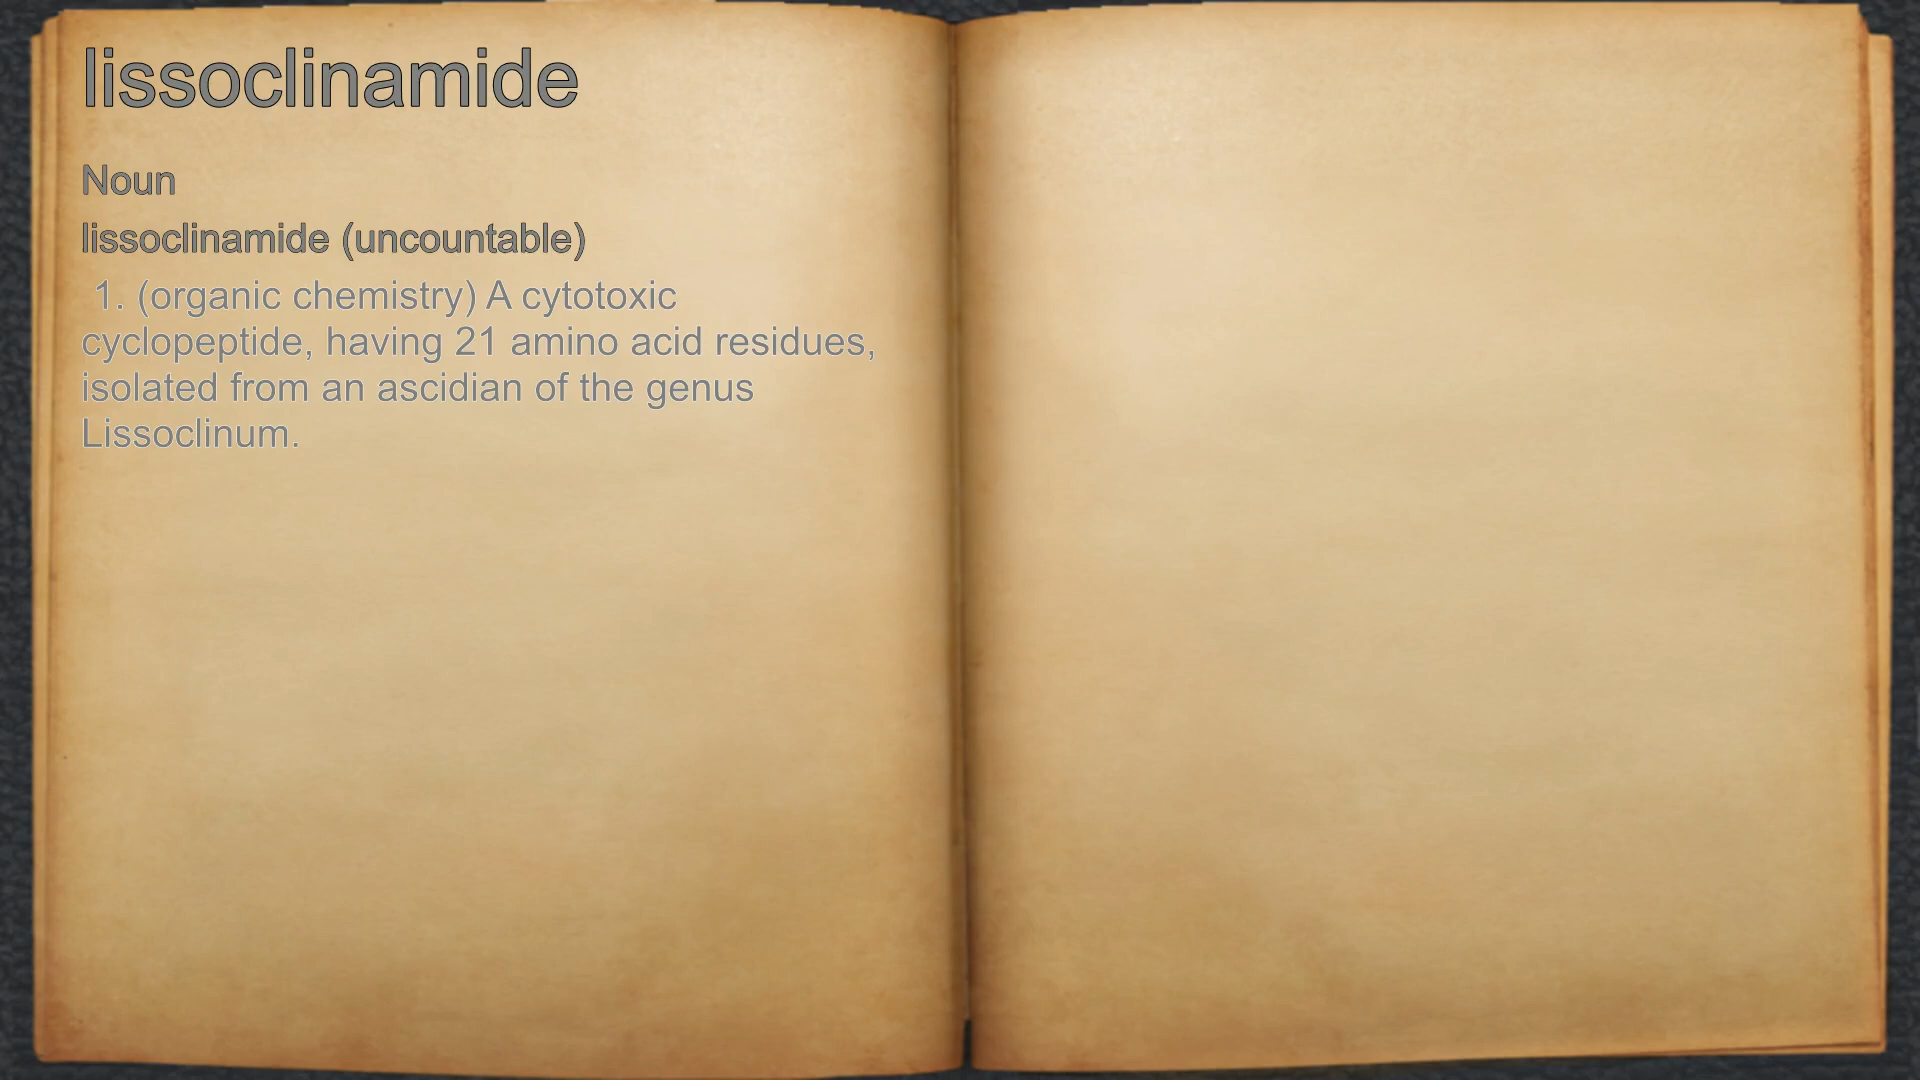 lissoclinamide
Noun
lissoclinamide (uncountable)
1. (organic chemistry) A cytotoxic
cyclopeptide, having 21 amino acid residues,
isolated from an ascidian of the genus
Lissoclinum.